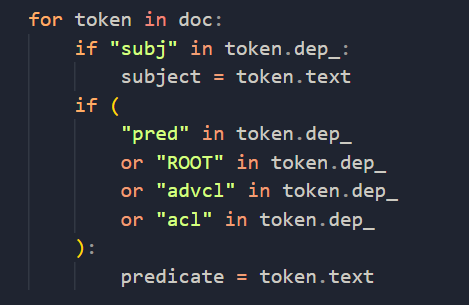 for token in doc:
    if "subj" in token.dep_:
        subject = token.text
    if (
        "pred" in token.dep_
        or "ROOT" in token.dep_
        or "advcl" in token.dep_
        or "acl" in token.dep_
    ):
        predicate = token.text